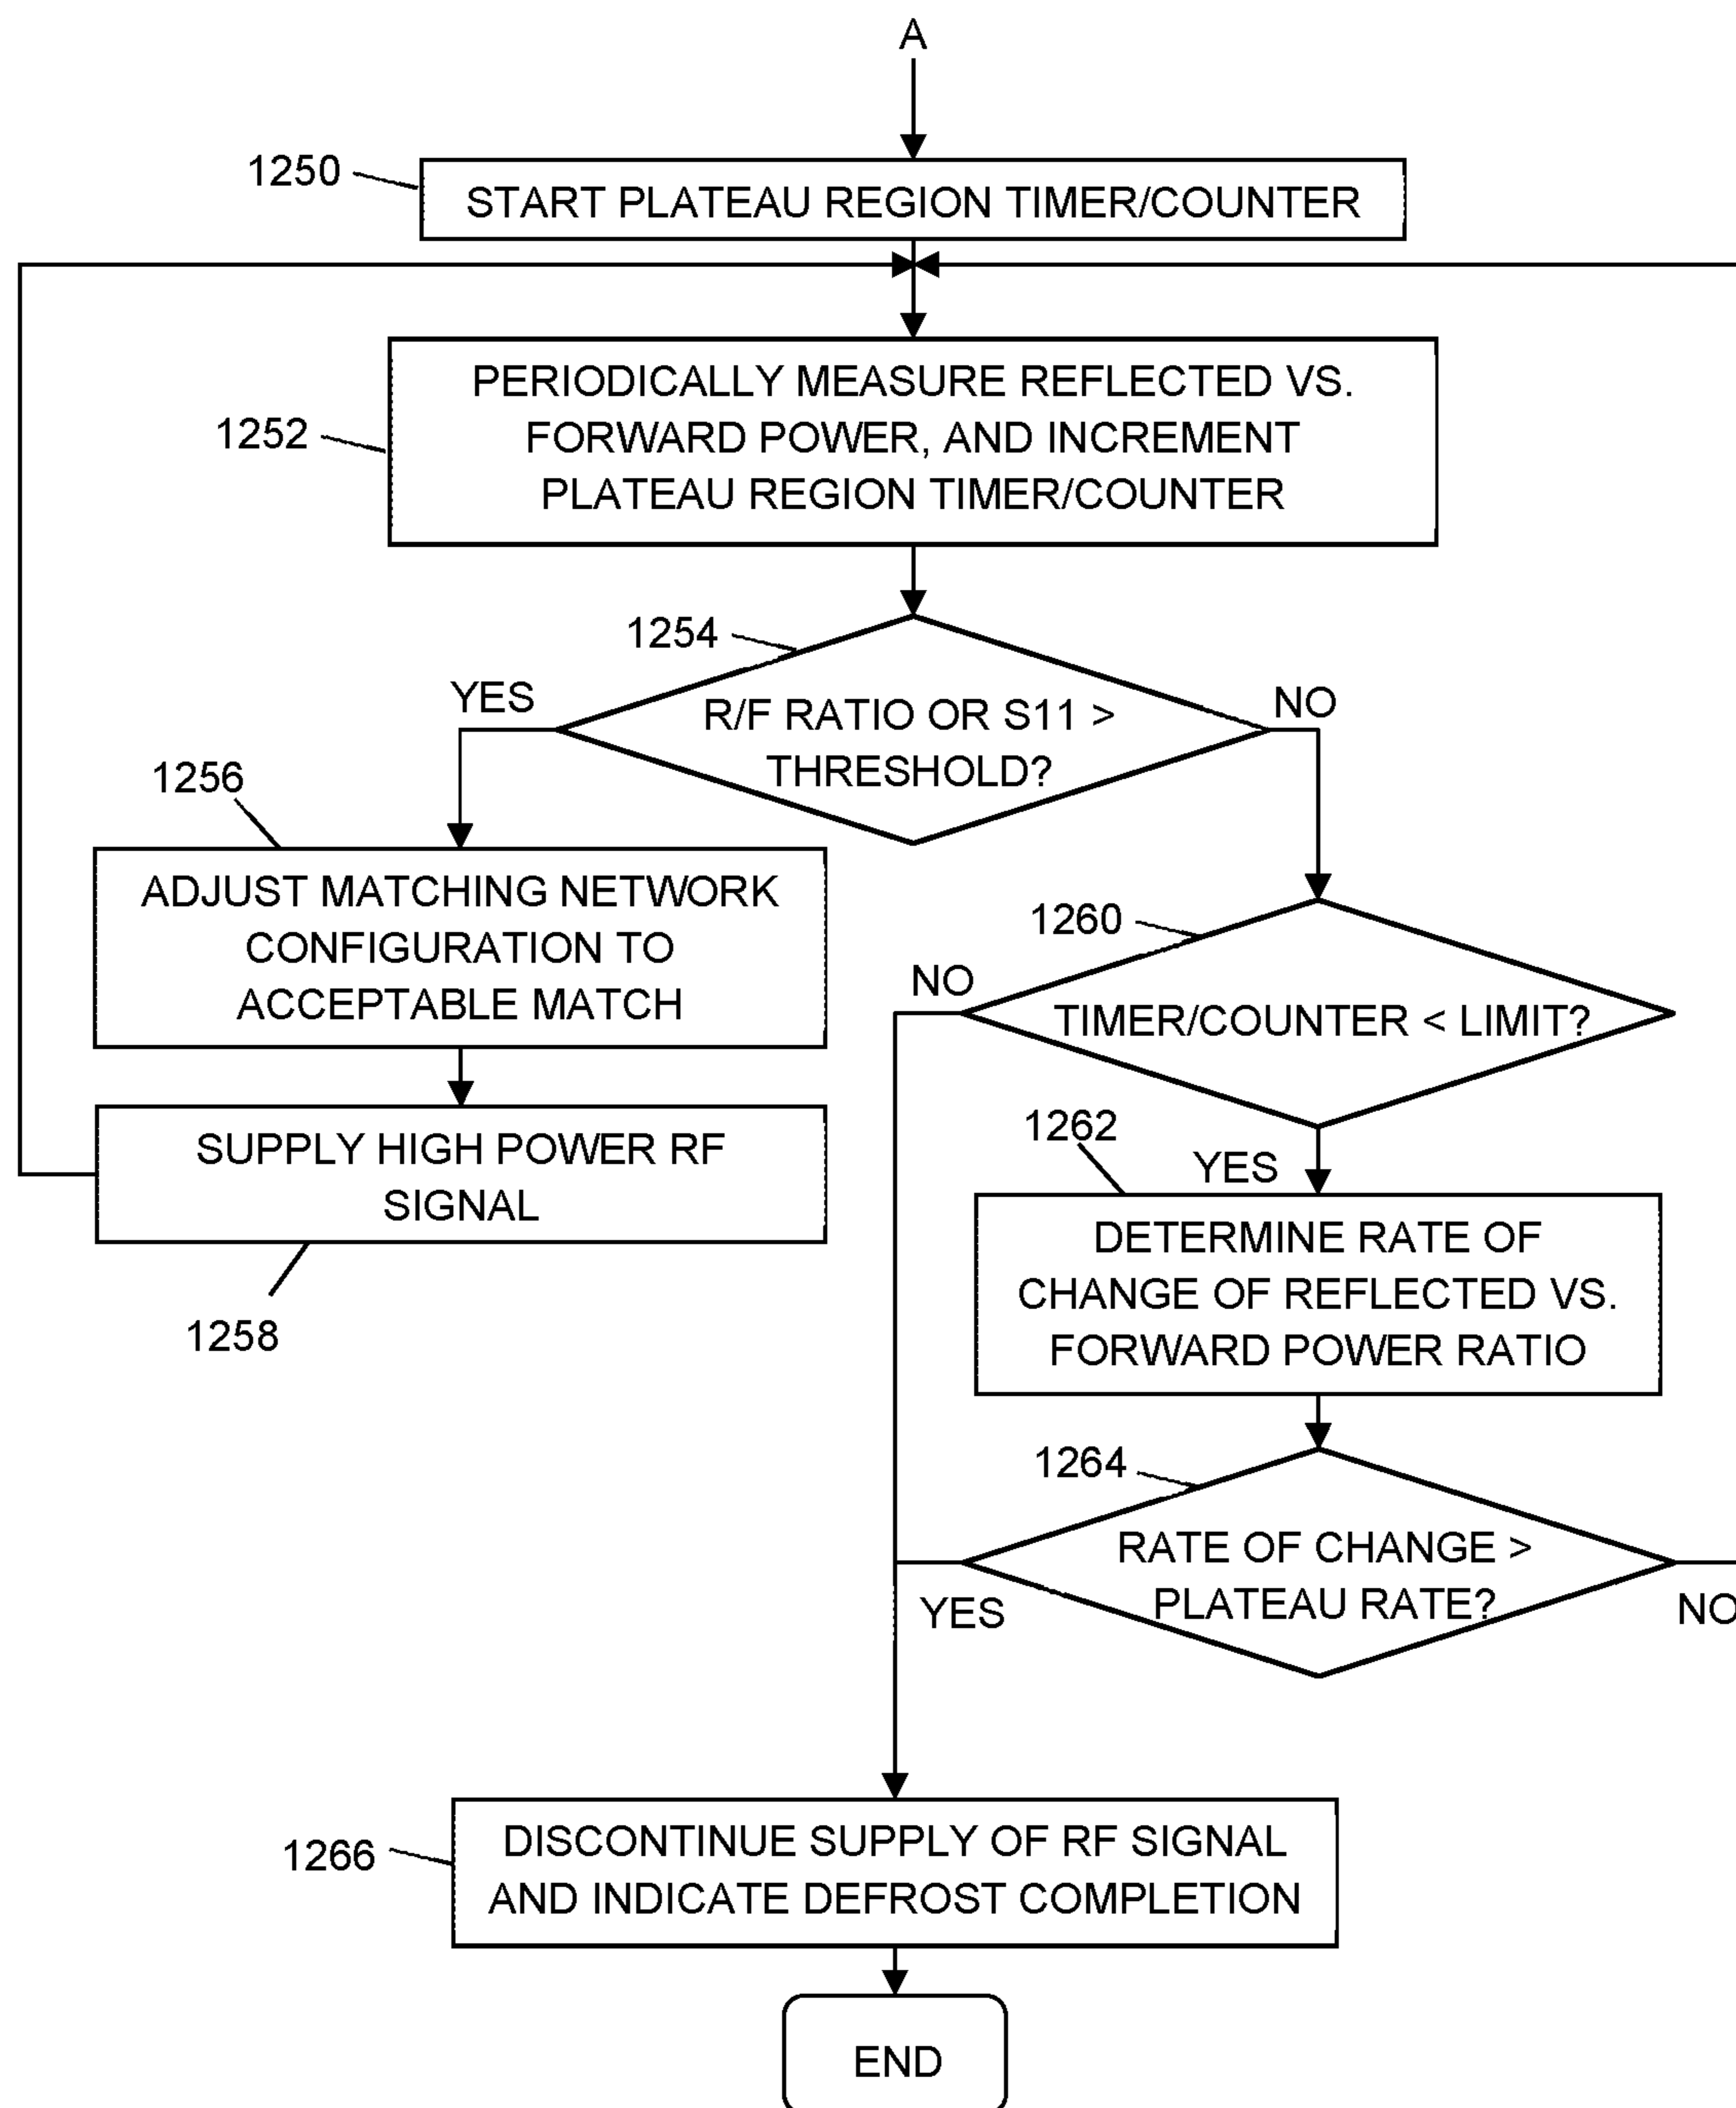 A
1250
START PLATEAU REGION TIMER/COUNTER
1252
PERIODICALLY MEASURE REFLECTED VS.
FORWARD POWER, AND INCREMENT
PLATEAU REGION TIMER/COUNTER
1254
YES
R/F RATIO OR S11 >
THRESHOLD?
NO
1256
ADJUST MATCHING NETWORK
CONFIGURATION TO
ACCEPTABLE MATCH
SUPPLY HIGH POWER RF
SIGNAL
1258
1260
NO
TIMER/COUNTER < LIMIT?
YES
1262
DETERMINE RATE OF
CHANGE OF REFLECTED VS.
FORWARD POWER RATIO
1264
RATE OF CHANGE >
PLATEAU RATE?
YES
NO
1266
DISCONTINUE SUPPLY OF RF SIGNAL
AND INDICATE DEFROST COMPLETION
END